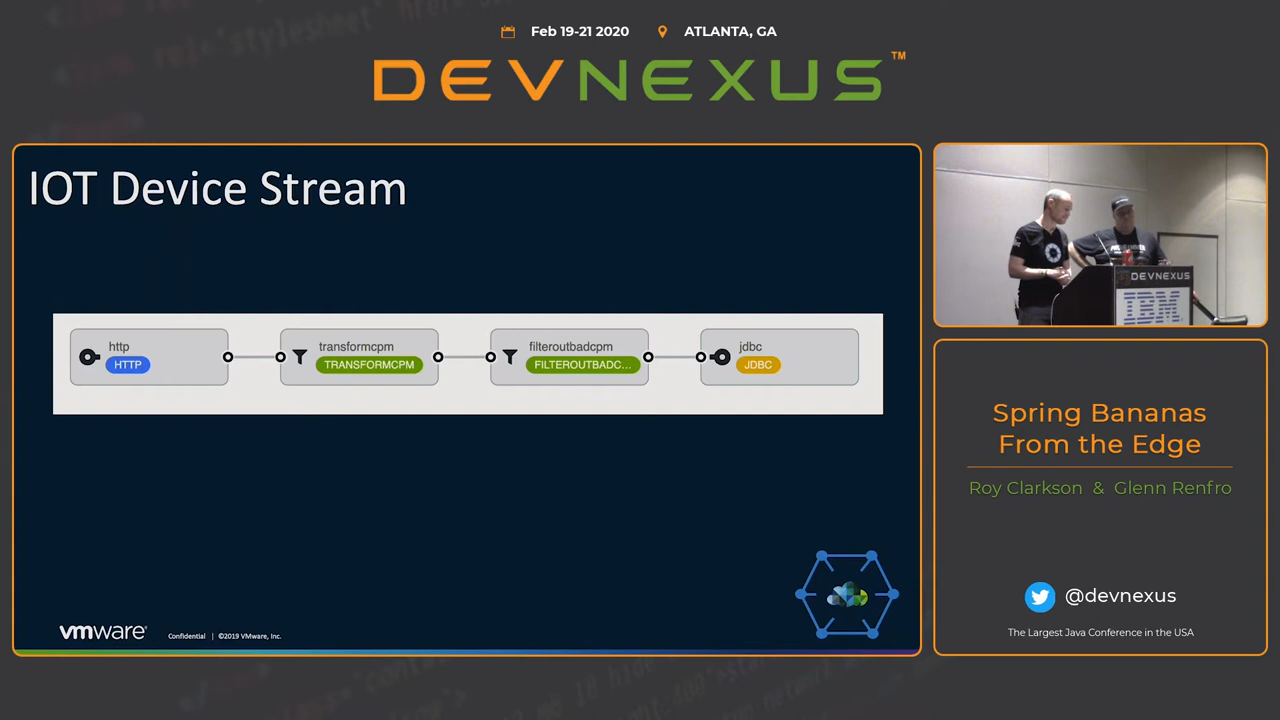 Feb 19-21 2020
ATLANTA, GA
DEVNEXUS™
IOT Device Stream
http
HTTP
transformcpm
TRANSFORMCPM
filteroutbadcpm
FILTEROUTBADC...
jdbc
JDBC
vmware®
Confidential | ©2019 VMware, Inc.
DEVNEXUS
IBM
Spring Bananas
From the Edge
Roy Clarkson & Glenn Renfro
@devnexus
The Largest Java Conference in the USA